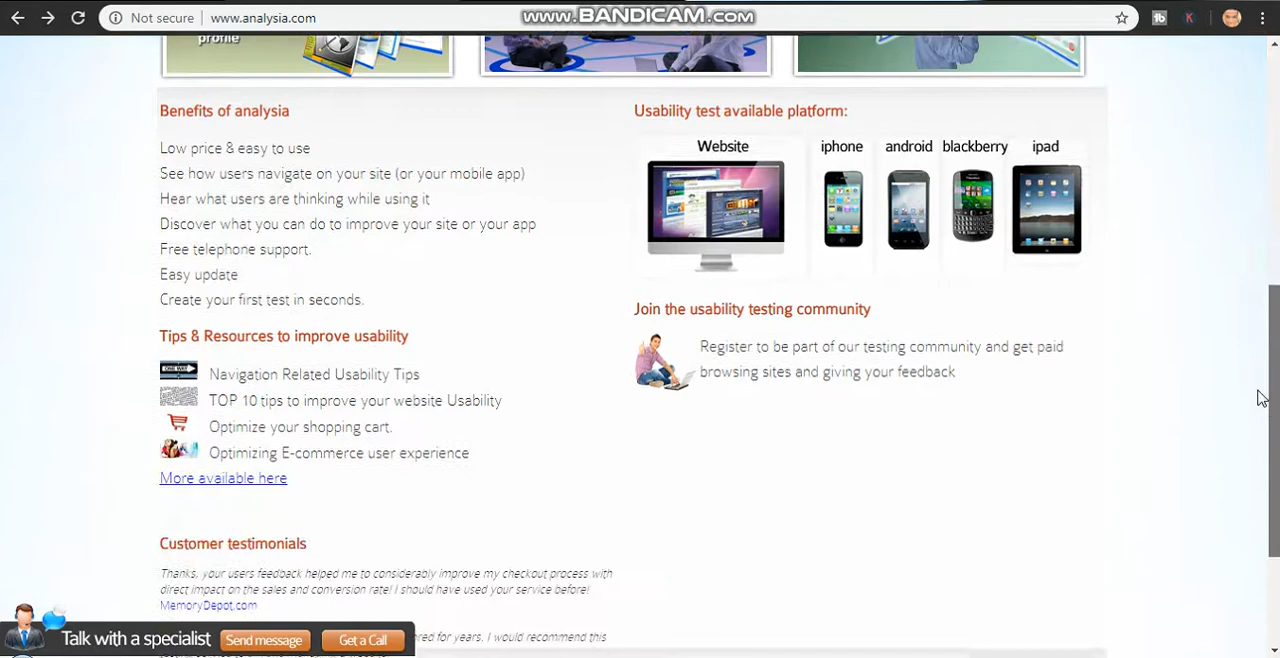 Not secure
www.analysia.com
www.BANDICAM.com
profile
Benefits of analysia
Low price & easy to use
See how users navigate on your site (or your mobile app)
Hear what users are thinking while using it
Discover what you can do to improve your site or your app
Free telephone support.
Easy update
Create your first test in seconds.
Tips & Resources to improve usability
ONE WAY
Navigation Related Usability Tips
TOP 10 tips to improve your website Usability
Optimize your shopping cart.
Optimizing E-commerce user experience
More available here
Usability test available platform:
Website iphone android blackberry ipad
Join the usability testing community
Register to be part of our testing community and get paid
browsing sites and giving your feedback
Customer testimonials
Thanks, your users feedback helped me to considerably improve my checkout process with
direct impact on the sales and conversion rate! I should have used your service before!
MemoryDepot.com
for years. I would recommend this
Talk with a specialist Send message Get a Call